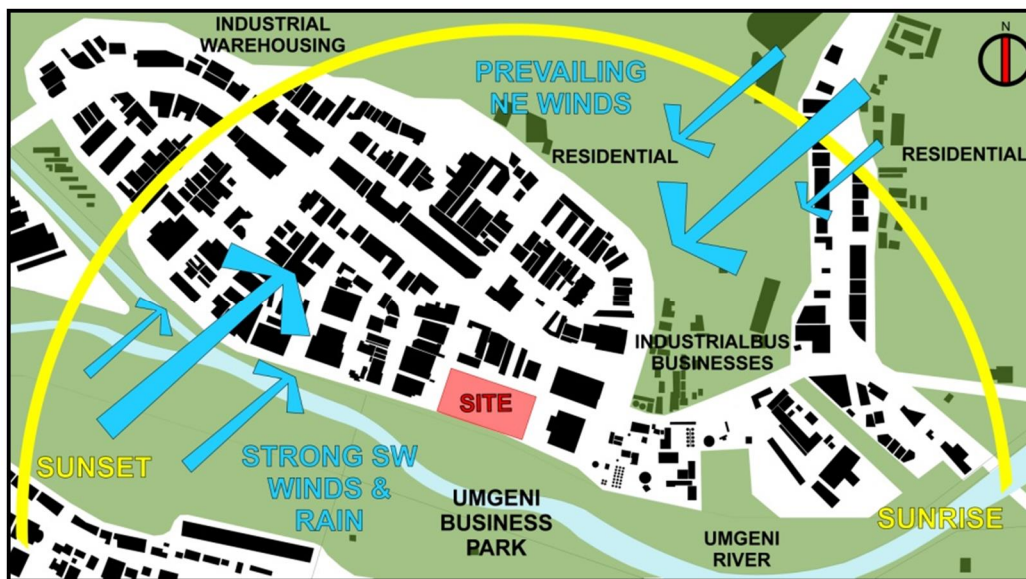 INDUSTRIAL
WAREHOUSING
PREVAILING
NE WINDS
N
RESIDENTIAL
RESIDENTIAL
INDUSTRIALBUS
BUSINESSES
SITE
SUNSET
STRONG SW
WINDS &
RAIN
UMGENI
BUSINESS
PARK
UMGENI
RIVER
SUNRISE